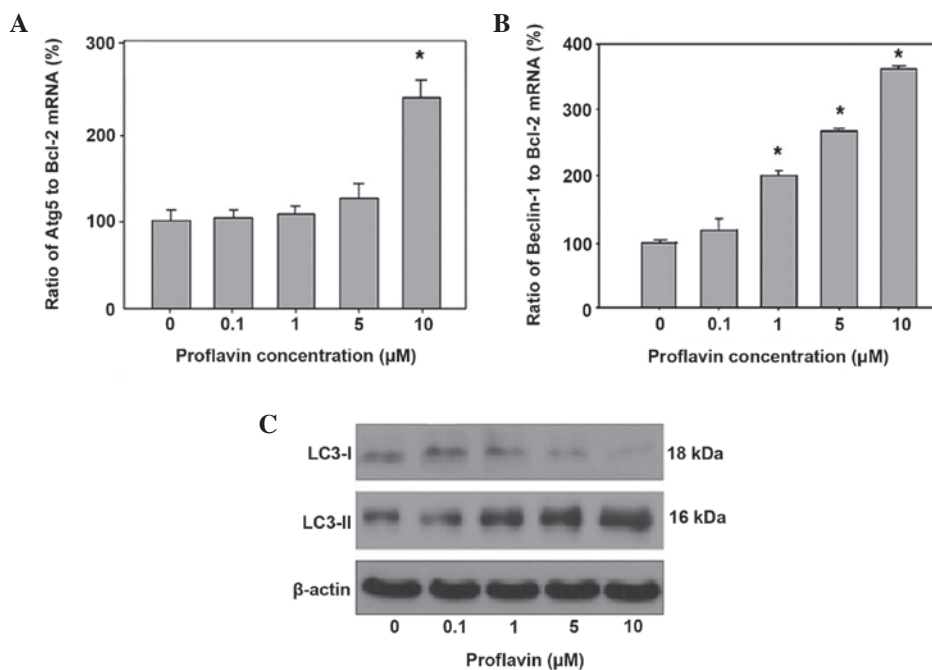 A
Ratio of Atg5 to Bcl-2 mRNA (%)
300
200
100
0
*
0 0.1 1 5 10
Proflavin concentration (µM)
B
Ratio of Beclin-1 to Bcl-2 mRNA (%)
400
300
200
100
0
* * *
0 0.1 1 5 10
Proflavin concentration (µM)
C
LC3-I 18 kDa
LC3-II 16 kDa
β-actin
0 0.1 1 5 10
Proflavin (µM)